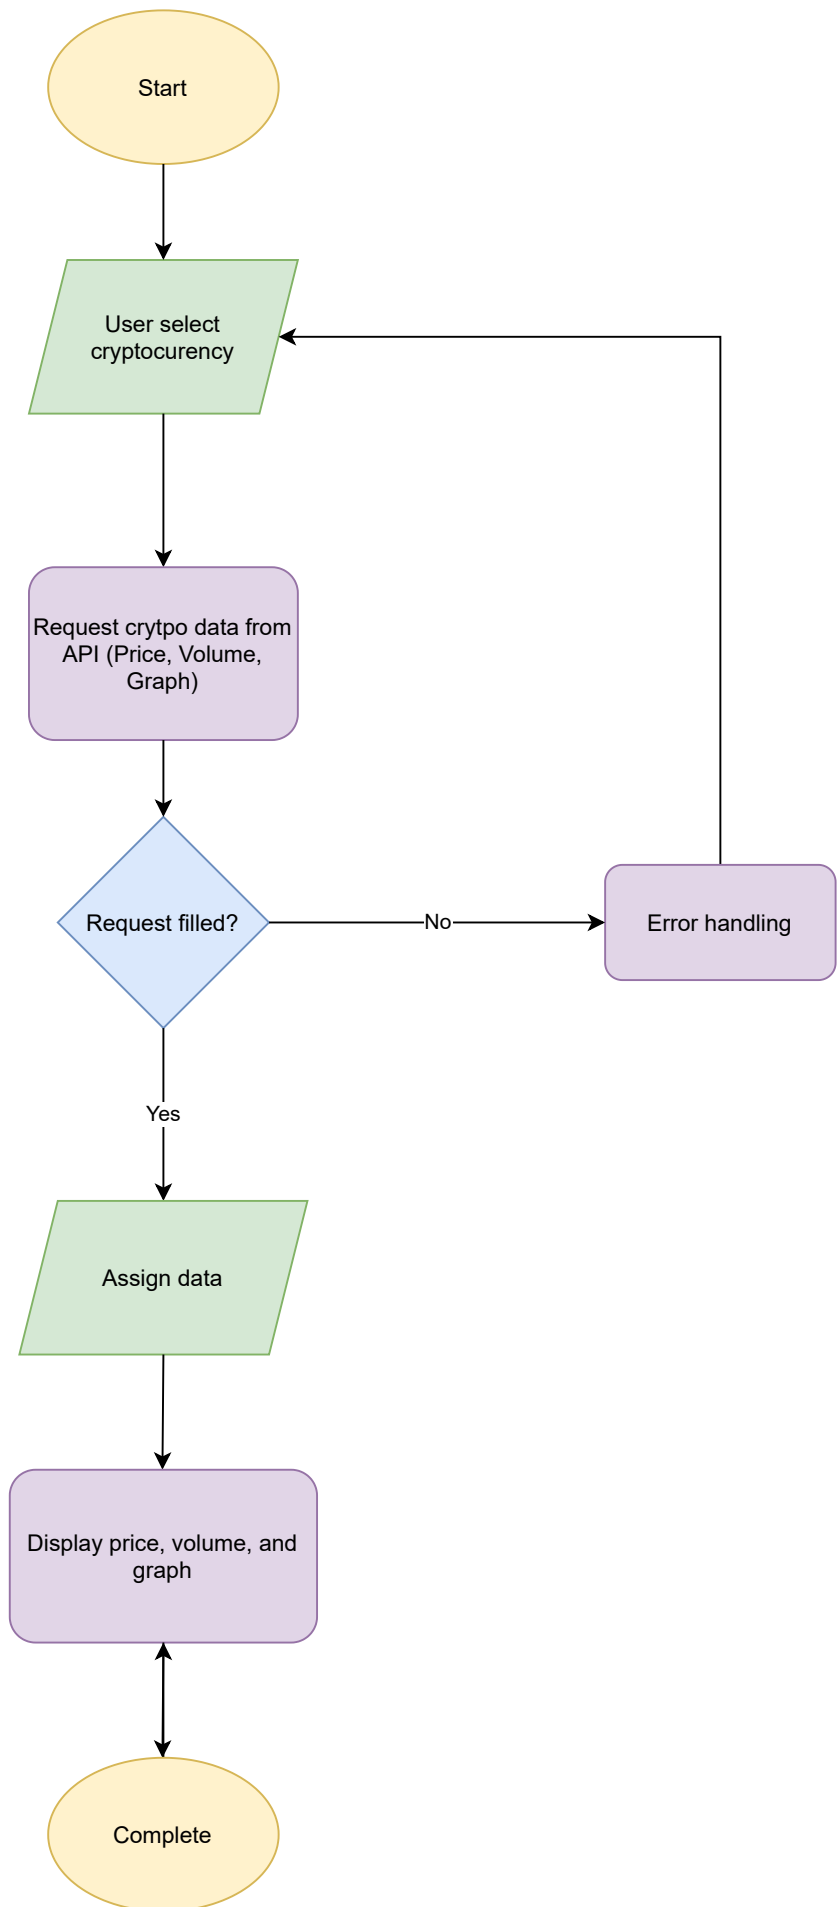 Start
User select
cryptocurency
Request crytpo data from
API (Price, Volume,
Graph)
Request filled?
No
Error handling
Yes
Assign data
Display price, volume, and
graph
Complete